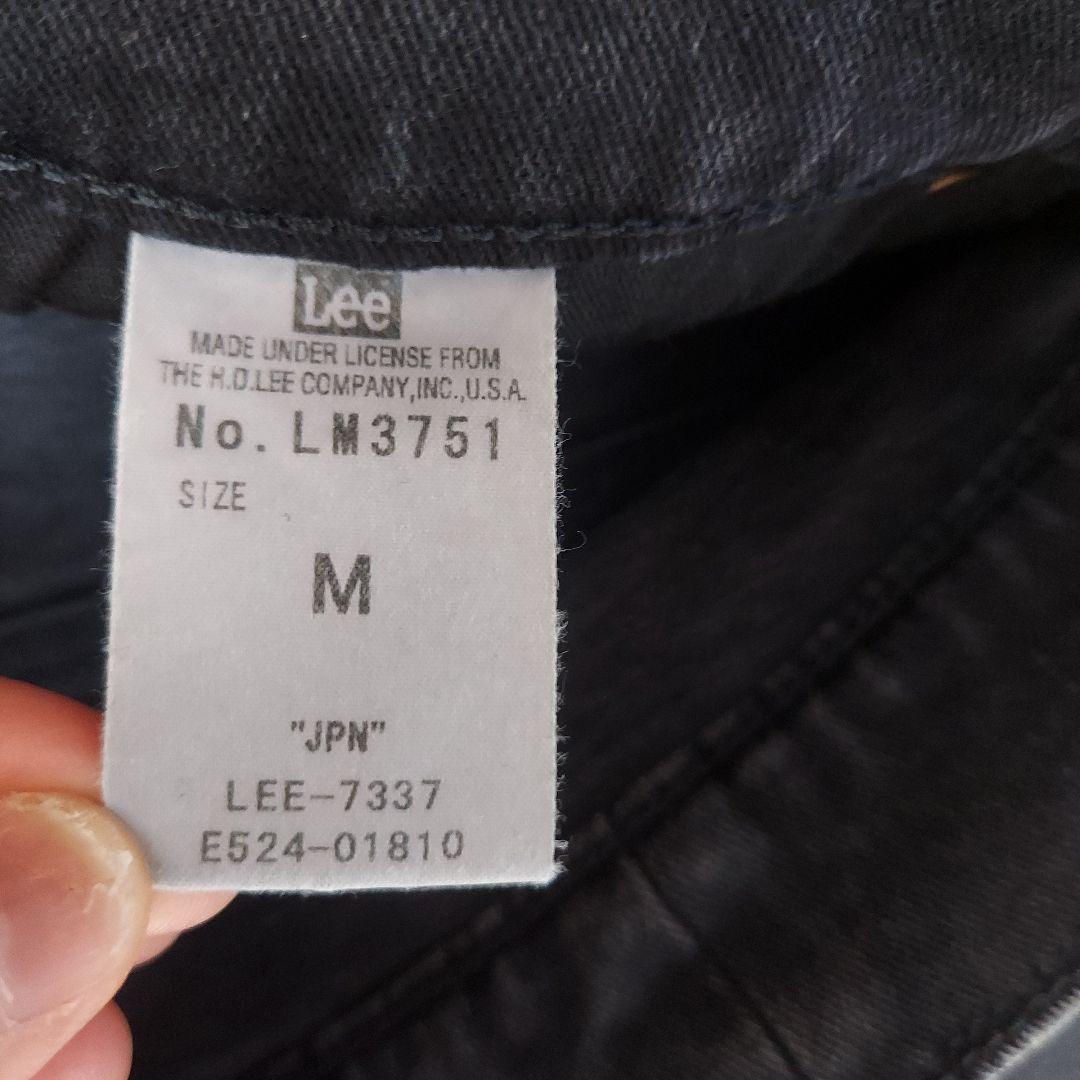 Lee
MADE UNDER LICENSE FROM
THE H.D.LEE COMPANY,INC.,U.S.A.
No. LM3751
SIZE
M
"JPN"
LEE-7337
E524-01810